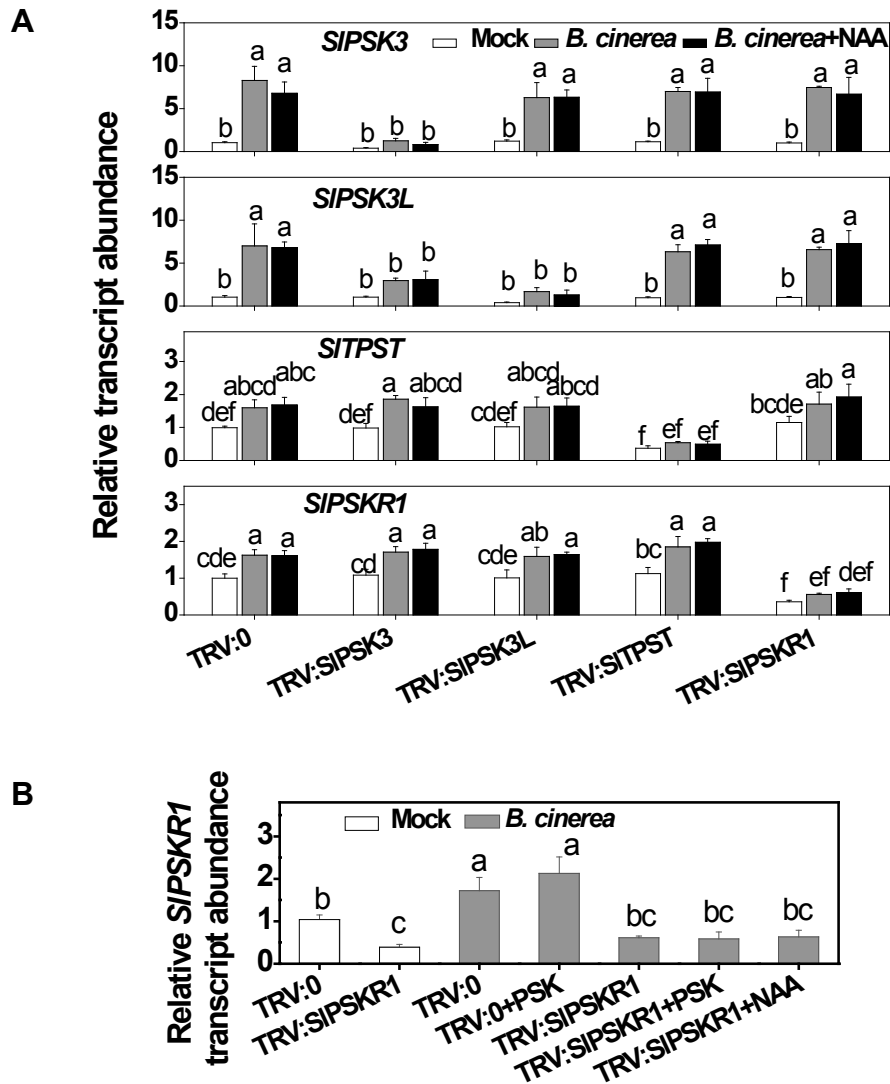 A
Relative transcript abundance
SlPSK3 Mock B. cinerea B. cinerea+NAA
15
10
5
0
b a a b b b b a a b a a b a a
SlPSK3L
15
10
5
0
b a a b b b b b b b a a b a a
SlTPST
3
2
1
0
def abcd abc def a abcd cdef abcd abcd f ef ef bcde ab a
SlPSKR1
3
2
1
0
cde a a cd a a cde ab a bc a a f ef def
TRV:0 TRV:SlPSK3 TRV:SlPSK3L TRV:SlTPST TRV:SlPSKR1
B
Relative SlPSKR1
transcript abundance
Mock B. cinerea
3
2
1
0
b c a a bc bc bc
TRV:0 TRV:SlPSKR1 TRV:0 TRV:0+PSK TRV:SlPSKR1 TRV:SlPSKR1+PSK TRV:SlPSKR1+NAA